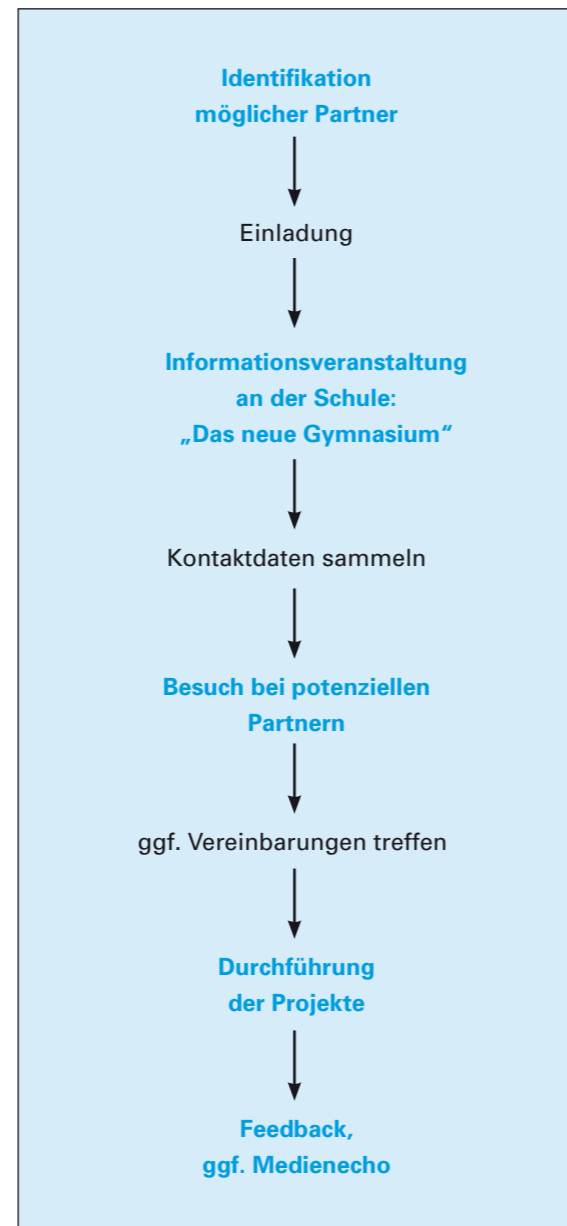 Identifikation
möglicher Partner
Einladung
Informationsveranstaltung
an der Schule:
„Das neue Gymnasium“
Kontaktdaten sammeln
Besuch bei potenziellen
Partnern
ggf. Vereinbarungen treffen
Durchführung
der Projekte
Feedback,
ggf. Medienecho